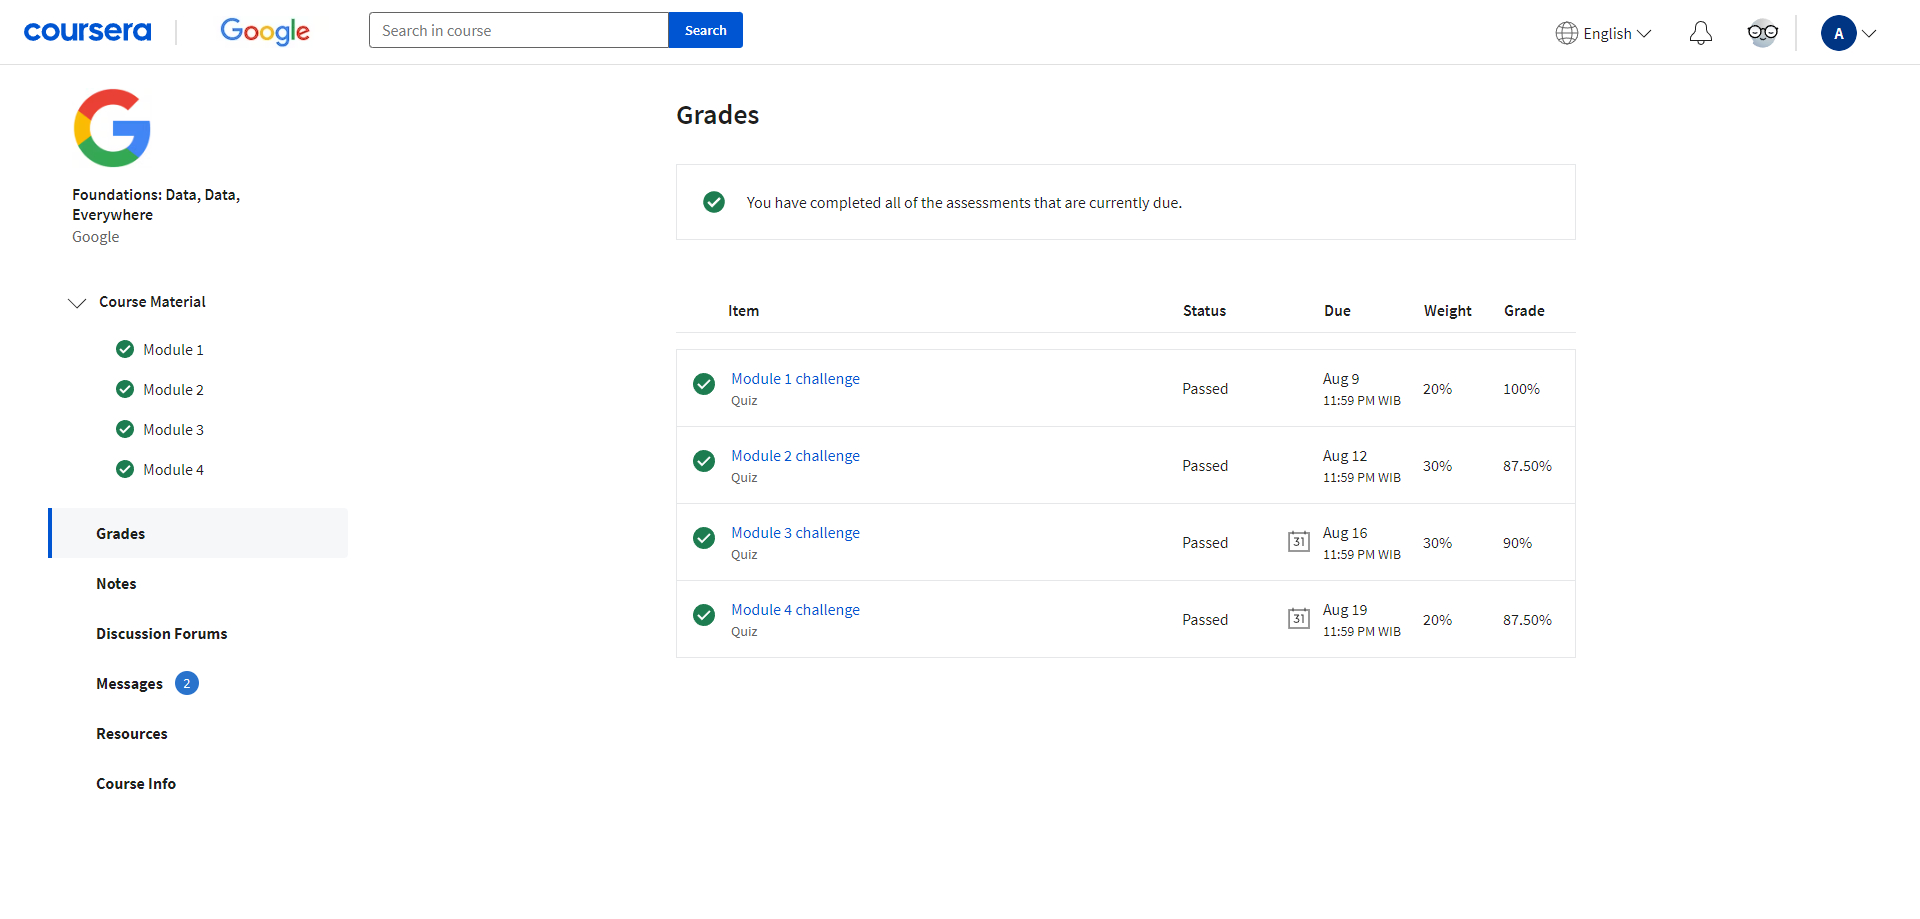 coursera
Google
Search in course
Search
English
A
Foundations: Data, Data,
Everywhere
Google
Course Material
Module 1
Module 2
Module 3
Module 4
Grades
Notes
Discussion Forums
Messages 2
Resources
Course Info
Grades
You have completed all of the assessments that are currently due.
Item Status Due Weight Grade
Module 1 challenge
Quiz
Passed
Aug 9
11:59 PM WIB
20%
100%
Module 2 challenge
Quiz
Passed
Aug 12
11:59 PM WIB
30%
87.50%
Module 3 challenge
Quiz
Passed
31
Aug 16
11:59 PM WIB
30%
90%
Module 4 challenge
Quiz
Passed
31
Aug 19
11:59 PM WIB
20%
87.50%